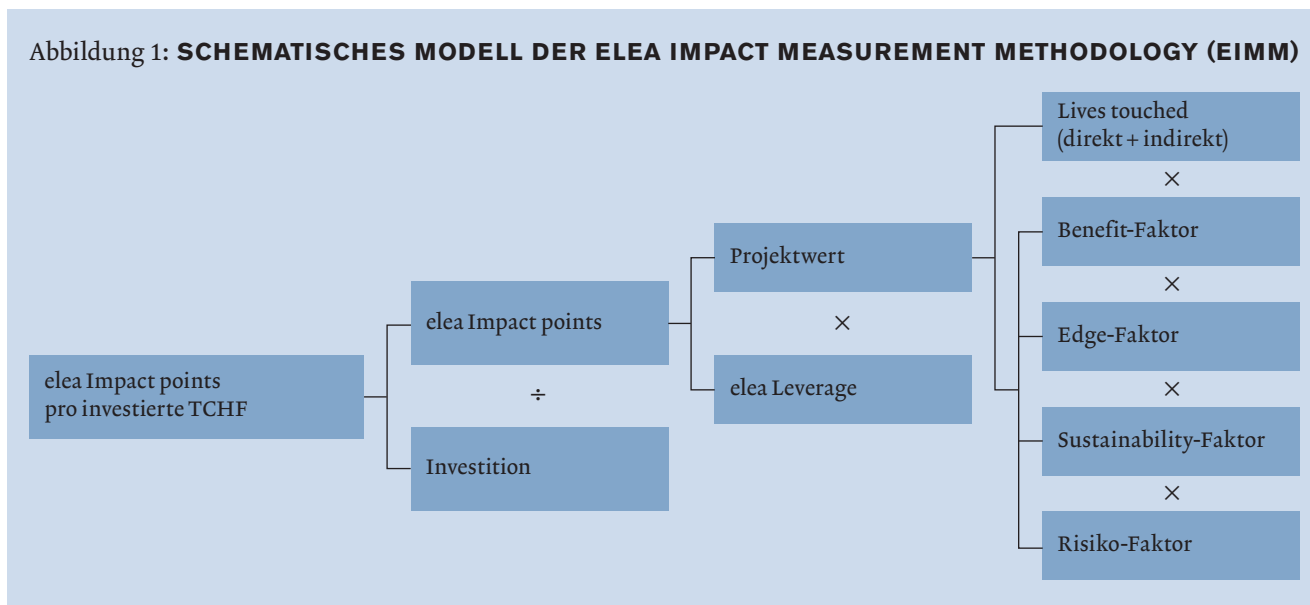 Abbildung 1: SCHEMATISCHES MODELL DER ELEA IMPACT MEASUREMENT METHODOLOGY (EIMM)
elea Impact points
pro investierte TCHF
elea Impact points
÷
Investition
Projektwert
×
elea Leverage
Lives touched
(direkt + indirekt)
×
Benefit-Faktor
×
Edge-Faktor
×
Sustainability-Faktor
×
Risiko-Faktor